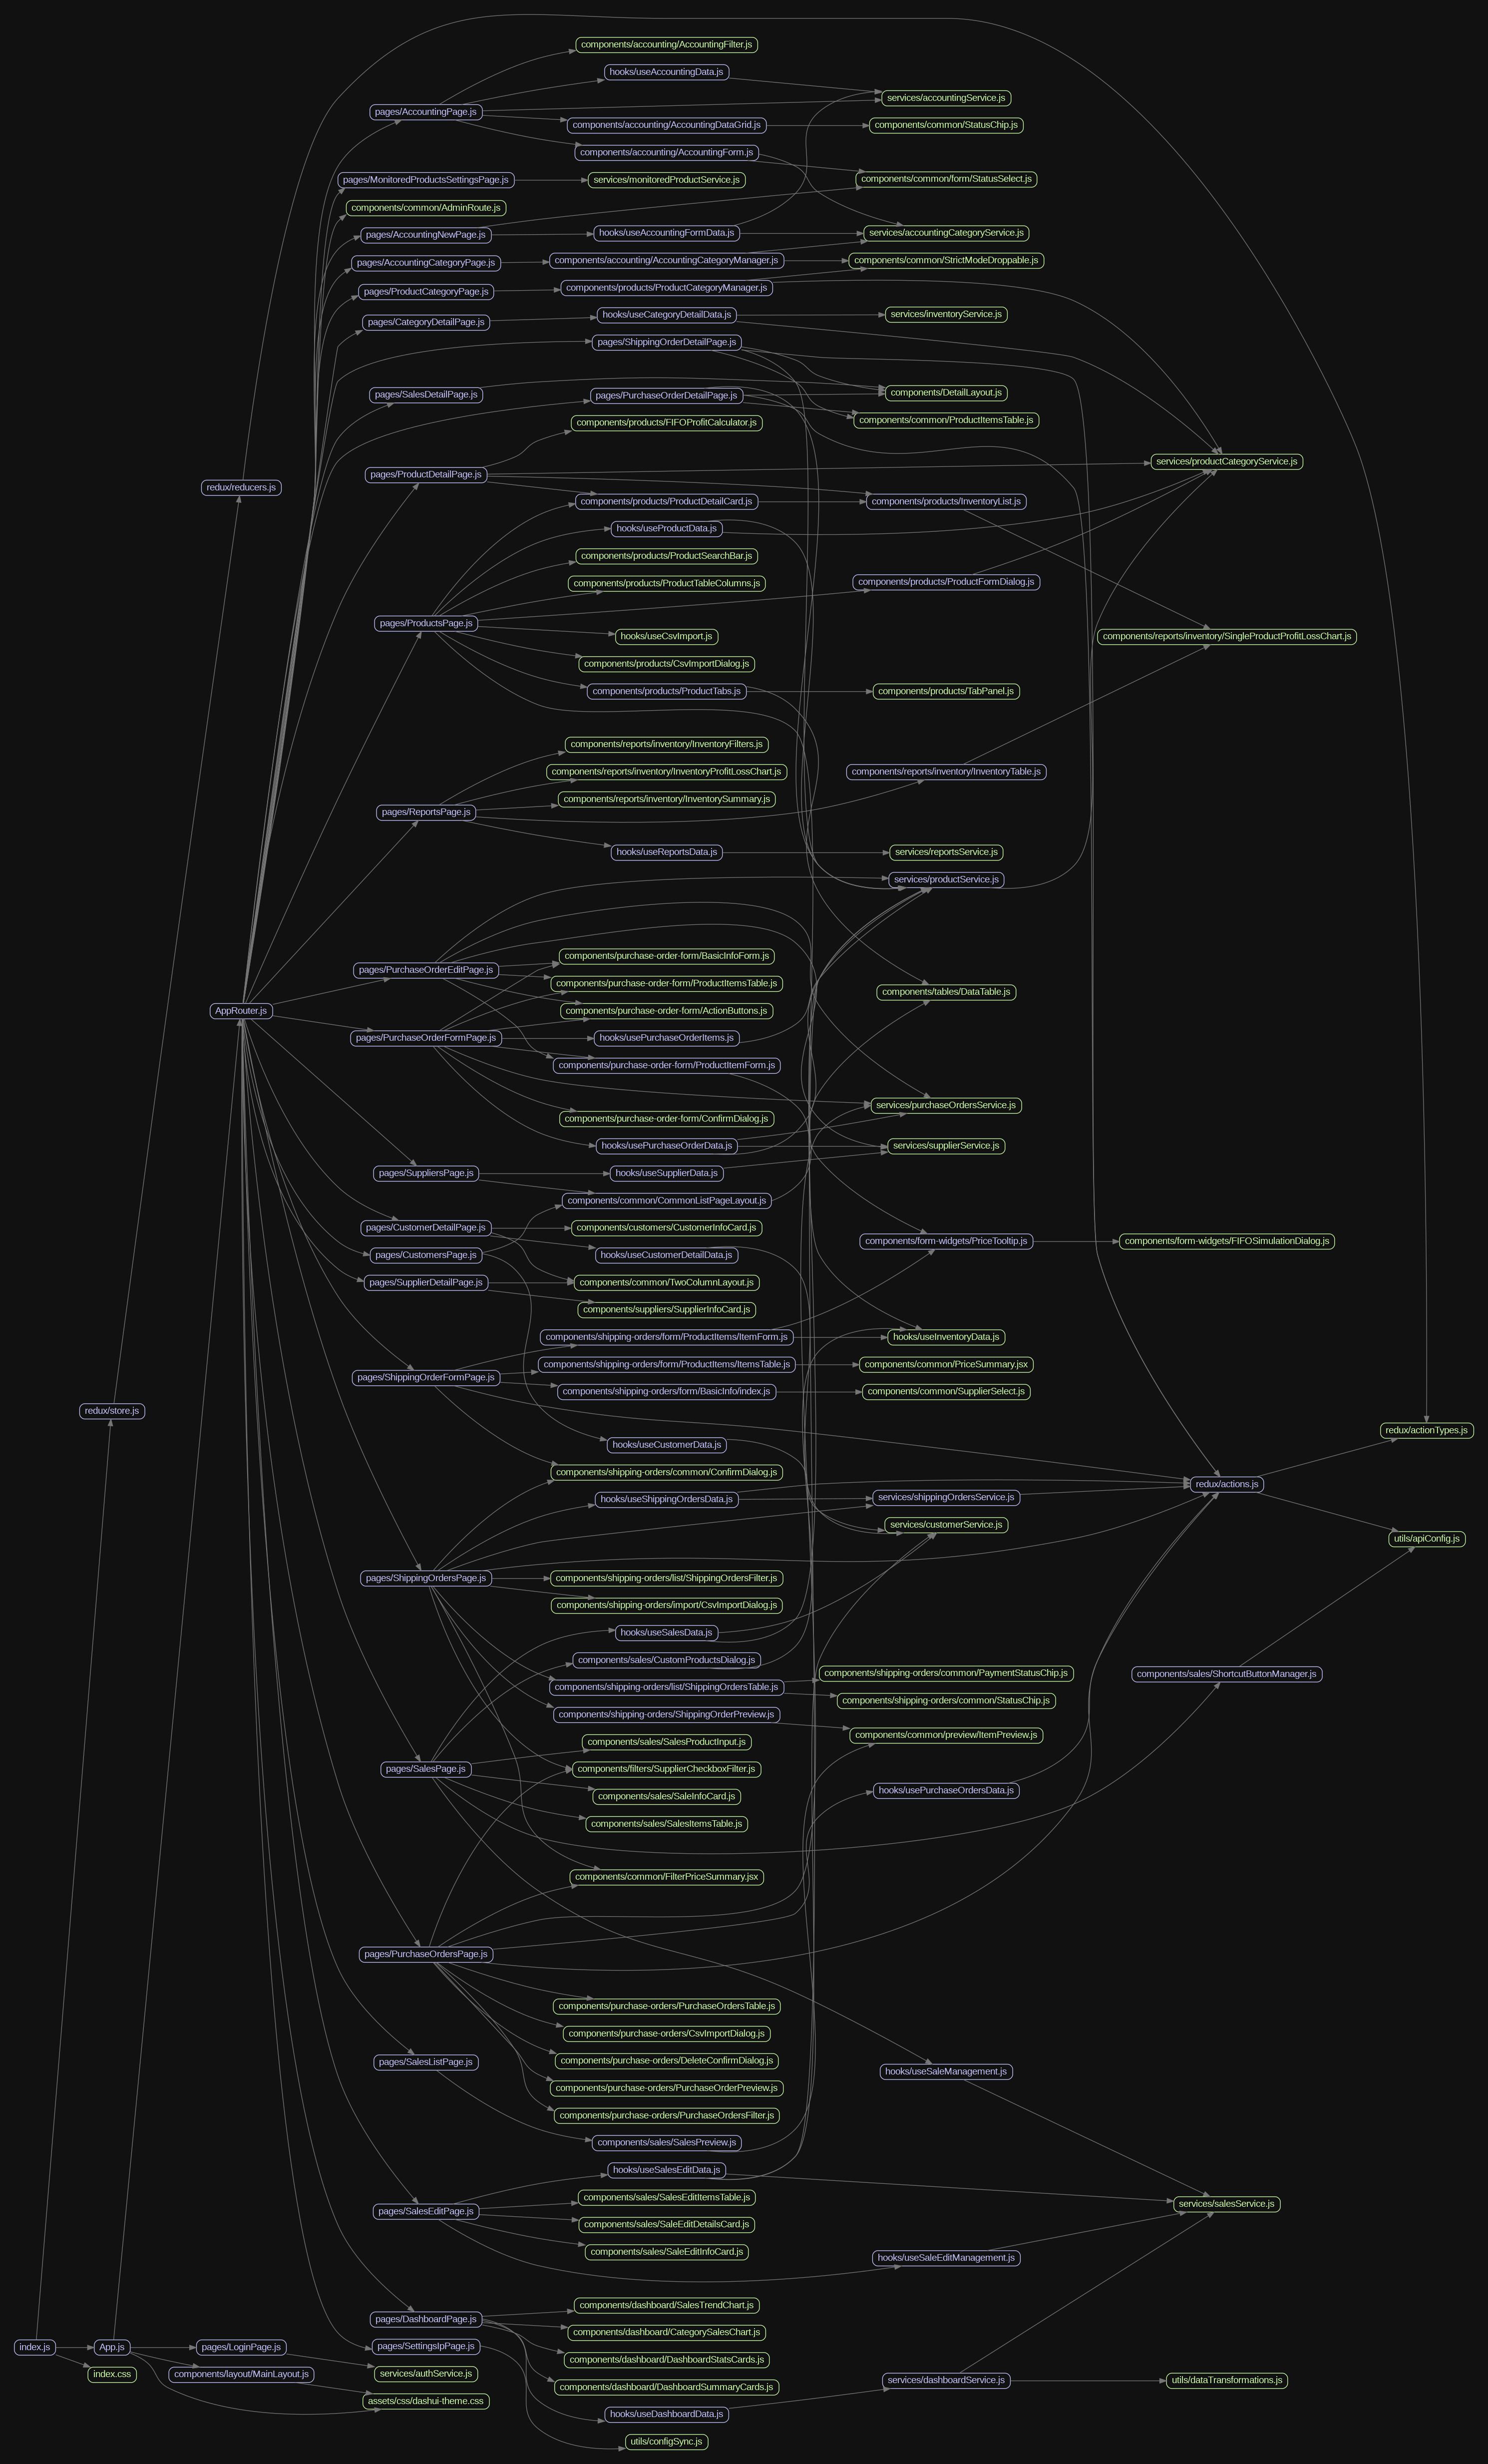 components/accounting/AccountingFilter.js
hooks/useAccountingData.js
services/accountingService.js
pages/AccountingPage.js
components/accounting/AccountingDataGrid.js
components/common/StatusChip.js
components/accounting/AccountingForm.js
pages/MonitoredProductsSettingsPage.js
services/monitoredProductService.js
components/common/form/StatusSelect.js
components/common/AdminRoute.js
pages/AccountingNewPage.js
hooks/useAccountingFormData.js
services/accountingCategoryService.js
pages/AccountingCategoryPage.js
components/accounting/AccountingCategoryManager.js
components/common/StrictModeDroppable.js
pages/ProductCategoryPage.js
components/products/ProductCategoryManager.js
pages/CategoryDetailPage.js
hooks/useCategoryDetailData.js
services/inventoryService.js
pages/ShippingOrderDetailPage.js
pages/SalesDetailPage.js
pages/PurchaseOrderDetailPage.js
components/DetailLayout.js
components/products/FIFOProfitCalculator.js
components/common/ProductItemsTable.js
services/productCategoryService.js
pages/ProductDetailPage.js
redux/reducers.js
components/products/ProductDetailCard.js
components/products/InventoryList.js
hooks/useProductData.js
components/products/ProductSearchBar.js
components/products/ProductTableColumns.js
components/products/ProductFormDialog.js
pages/ProductsPage.js
hooks/useCsvImport.js
components/reports/inventory/SingleProductProfitLossChart.js
components/products/CsvImportDialog.js
components/products/ProductTabs.js
components/products/TabPanel.js
components/reports/inventory/InventoryFilters.js
components/reports/inventory/InventoryProfitLossChart.js
components/reports/inventory/InventoryTable.js
components/reports/inventory/InventorySummary.js
pages/ReportsPage.js
hooks/useReportsData.js
services/reportsService.js
services/productService.js
components/purchase-order-form/BasicInfoForm.js
pages/PurchaseOrderEditPage.js
components/purchase-order-form/ProductItemsTable.js
components/tables/DataTable.js
AppRouter.js
components/purchase-order-form/ActionButtons.js
pages/PurchaseOrderFormPage.js
hooks/usePurchaseOrderItems.js
components/purchase-order-form/ProductItemForm.js
services/purchaseOrdersService.js
components/purchase-order-form/ConfirmDialog.js
hooks/usePurchaseOrderData.js
services/supplierService.js
pages/SuppliersPage.js
hooks/useSupplierData.js
components/common/CommonListPageLayout.js
pages/CustomerDetailPage.js
components/customers/CustomerInfoCard.js
components/form-widgets/PriceTooltip.js
components/form-widgets/FIFOSimulationDialog.js
pages/CustomersPage.js
hooks/useCustomerDetailData.js
pages/SupplierDetailPage.js
components/common/TwoColumnLayout.js
components/suppliers/SupplierInfoCard.js
components/shipping-orders/form/ProductItems/ItemForm.js
hooks/useInventoryData.js
components/shipping-orders/form/ProductItems/ItemsTable.js
components/common/PriceSummary.jsx
pages/ShippingOrderFormPage.js
components/shipping-orders/form/BasicInfo/index.js
components/common/SupplierSelect.js
redux/store.js
redux/actionTypes.js
hooks/useCustomerData.js
components/shipping-orders/common/ConfirmDialog.js
redux/actions.js
hooks/useShippingOrdersData.js
services/shippingOrdersService.js
services/customerService.js
utils/apiConfig.js
pages/ShippingOrdersPage.js
components/shipping-orders/list/ShippingOrdersFilter.js
components/shipping-orders/import/CsvImportDialog.js
hooks/useSalesData.js
components/sales/CustomProductsDialog.js
components/shipping-orders/common/PaymentStatusChip.js
components/sales/ShortcutButtonManager.js
components/shipping-orders/list/ShippingOrdersTable.js
components/shipping-orders/common/StatusChip.js
components/shipping-orders/ShippingOrderPreview.js
components/common/preview/ItemPreview.js
components/sales/SalesProductInput.js
pages/SalesPage.js
components/filters/SupplierCheckboxFilter.js
hooks/usePurchaseOrdersData.js
components/sales/SaleInfoCard.js
components/sales/SalesItemsTable.js
components/common/FilterPriceSummary.jsx
pages/PurchaseOrdersPage.js
components/purchase-orders/PurchaseOrdersTable.js
components/purchase-orders/CsvImportDialog.js
pages/SalesListPage.js
components/purchase-orders/DeleteConfirmDialog.js
hooks/useSaleManagement.js
components/purchase-orders/PurchaseOrderPreview.js
components/purchase-orders/PurchaseOrdersFilter.js
components/sales/SalesPreview.js
hooks/useSalesEditData.js
components/sales/SalesEditItemsTable.js
services/salesService.js
pages/SalesEditPage.js
components/sales/SaleEditDetailsCard.js
components/sales/SaleEditInfoCard.js
hooks/useSaleEditManagement.js
components/dashboard/SalesTrendChart.js
pages/DashboardPage.js
components/dashboard/CategorySalesChart.js
index.js
App.js
pages/LoginPage.js
pages/SettingsIpPage.js
components/dashboard/DashboardStatsCards.js
index.css
components/layout/MainLayout.js
services/authService.js
services/dashboardService.js
utils/dataTransformations.js
components/dashboard/DashboardSummaryCards.js
assets/css/dashui-theme.css
hooks/useDashboardData.js
utils/configSync.js